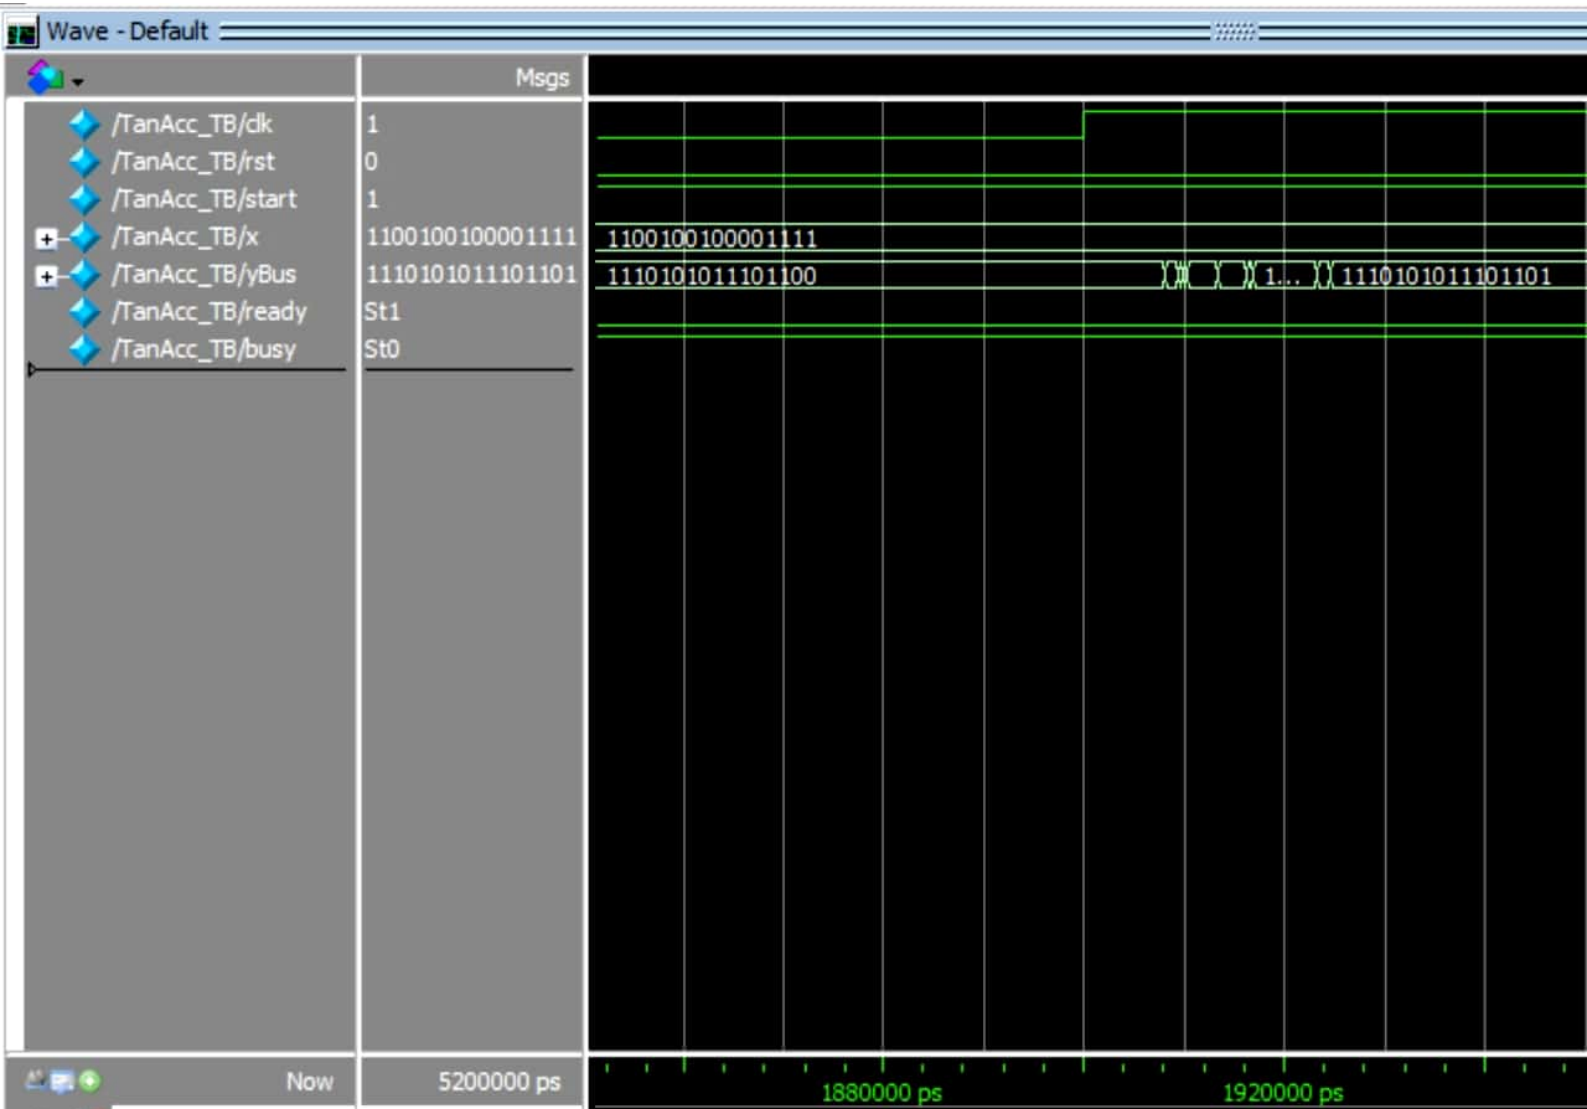 Wave - Default
Msgs
/TanAcc_TB/clk 1
/TanAcc_TB/rst 0
/TanAcc_TB/start 1
/TanAcc_TB/x 1100100100001111 1100100100001111
/TanAcc_TB/yBus 1110101011101101 1110101011101100 1... 1110101011101101
/TanAcc_TB/ready St1
/TanAcc_TB/busy St0
Now 5200000 ps 1880000 ps 1920000 ps